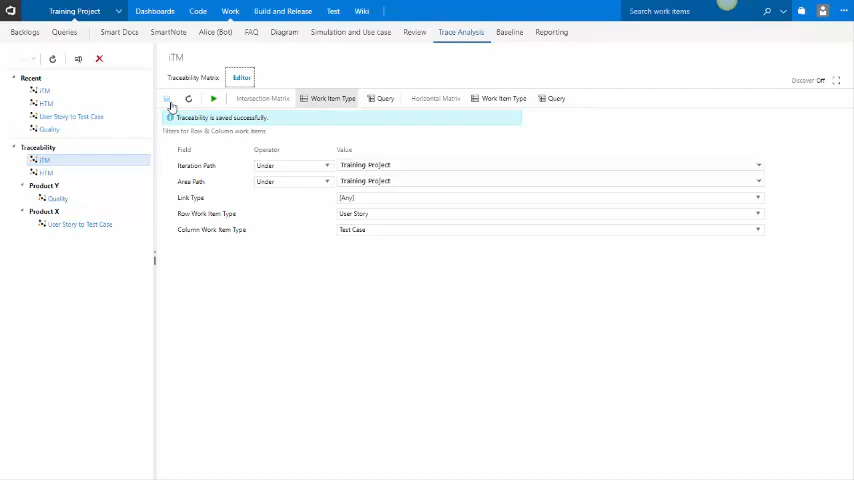 Training Project Dashboards Code Work Build and Release Test Wiki Search work items
Backlogs Queries Smart Docs SmartNote Alice (Bot) FAQ Diagram Simulation and Use case Review Trace Analysis Baseline Reporting
iTM
Recent
iTM
HTM
User Story to Test Case
Quality
Traceability
iTM
HTM
Product Y
Quality
Product X
User Story to Test Case
Traceability Matrix Editor
Discover Off
Intersection Matrix Work Item Type Query Horizontal Matrix Work Item Type Query
Traceability is saved successfully.
Filters for Row & Column work items
Field Operator Value
Iteration Path Under Training Project
Area Path Under Training Project
Link Type [Any]
Row Work Item Type User Story
Column Work Item Type Test Case